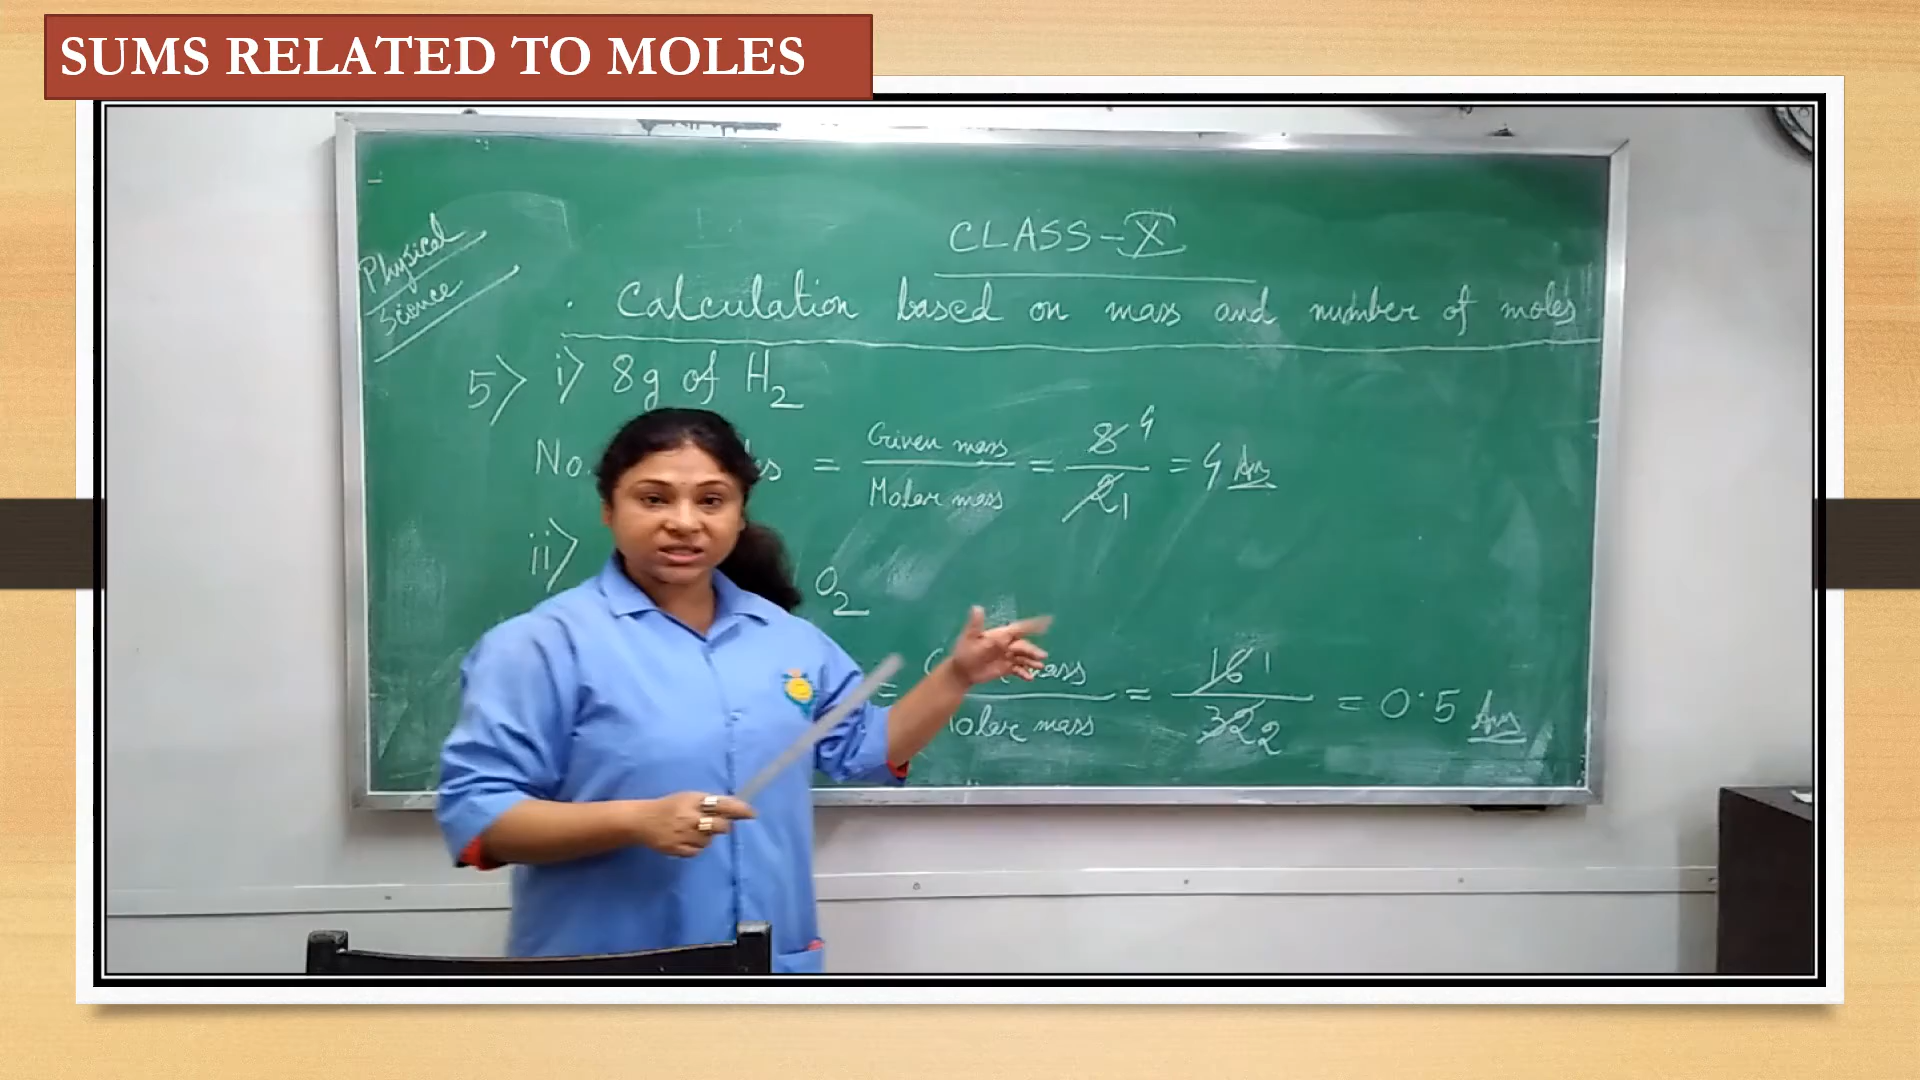 SUMS RELATED TO MOLES
Physical
Science
CLASS-X
. Calculation based on mass and number of moles
5> i> 8g of H2
No. = Given mass / Molar mass = 8 4 / 2 1 = 4 Ans
ii> O2
= mass / mass = 16 1 / 32 2 = 0.5 Ans